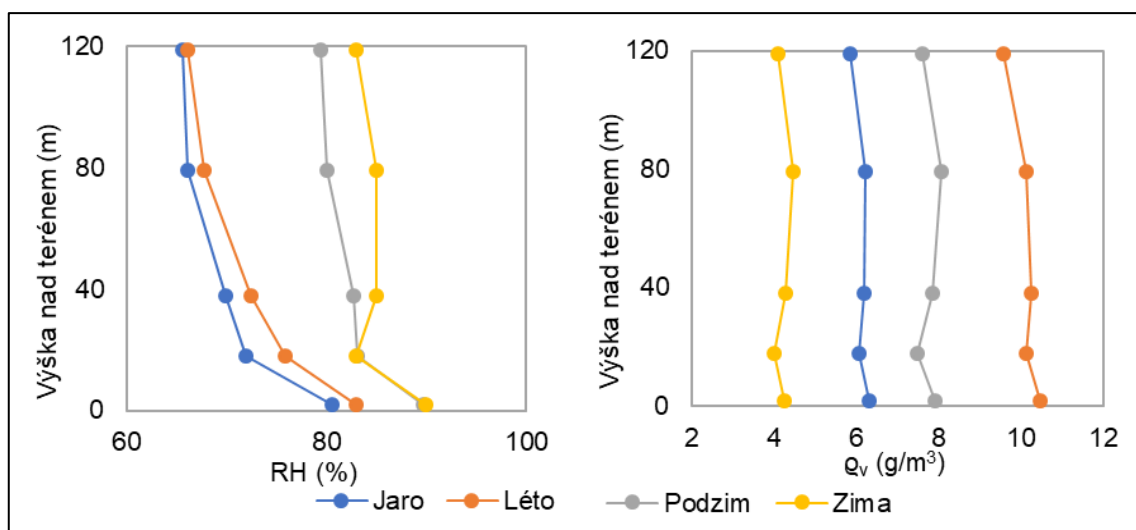 Výška nad terénem (m)
120
80
40
0
60
80
100
RH (%)
Výška nad terénem (m)
120
80
40
0
2
4
6
8
10
12
ϱv (g/m³)
Jaro
Léto
Podzim
Zima